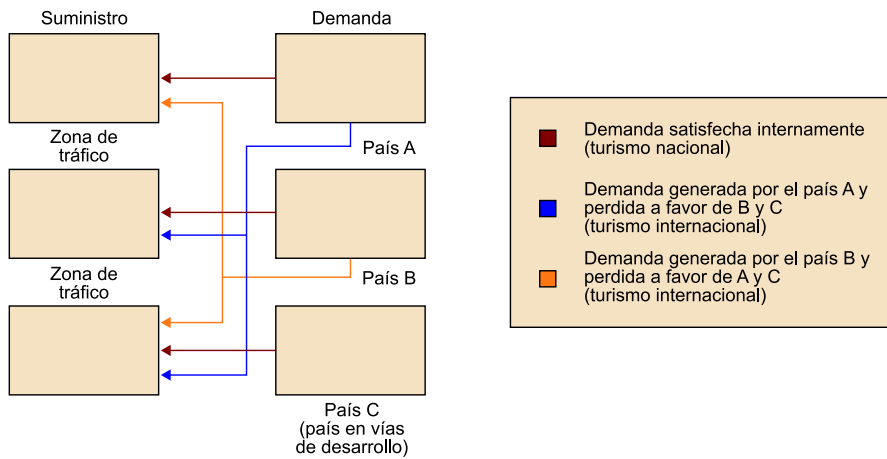 Suministro
Demanda
Zona de
tráfico
País A
Zona de
tráfico
País B
País C
(país en vías
de desarrollo)
Demanda satisfecha internamente
(turismo nacional)
Demanda generada por el país A y
perdida a favor de B y C
(turismo internacional)
Demanda generada por el país B y
perdida a favor de A y C
(turismo internacional)